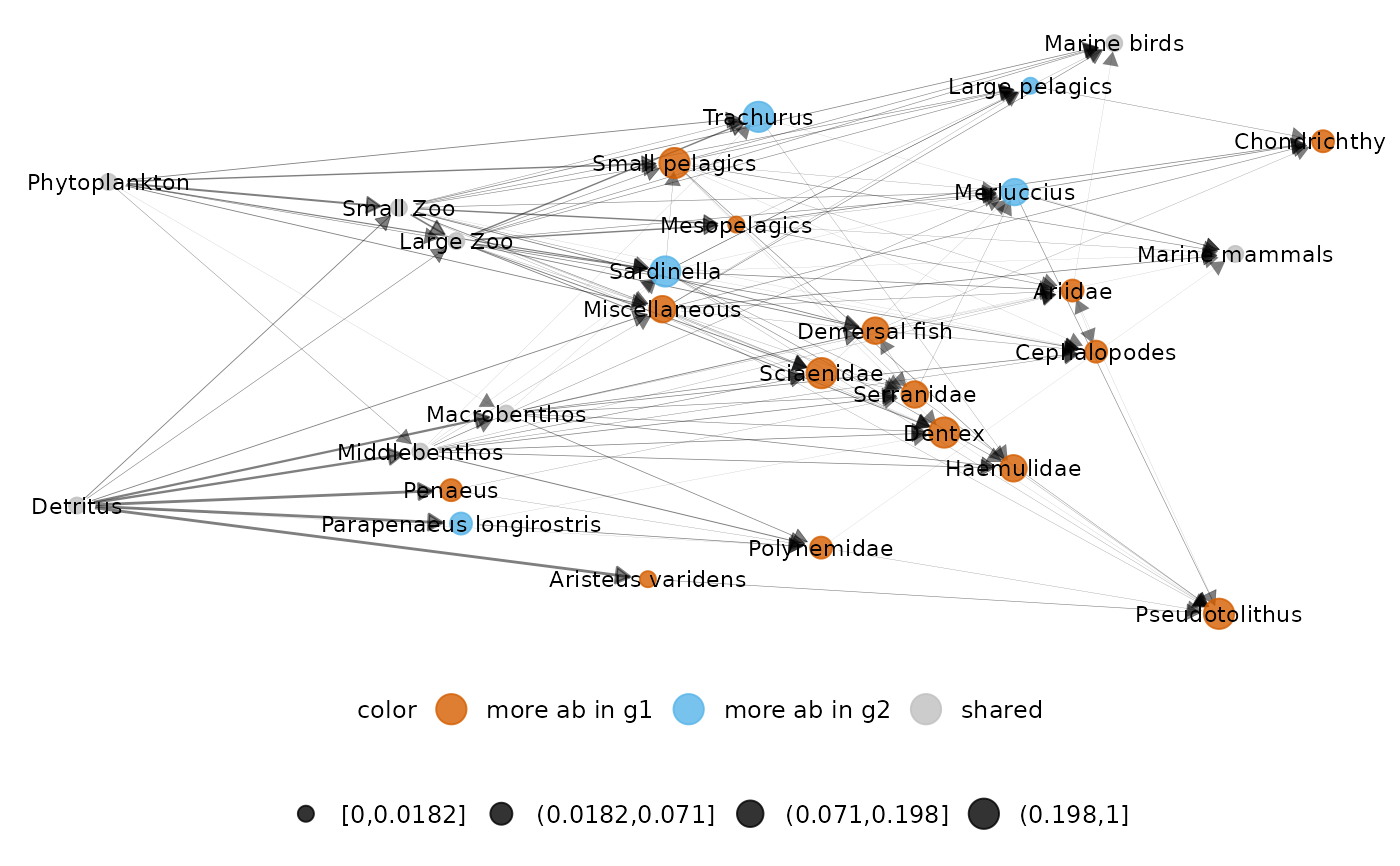 Marine birds
Large pelagics
Trachurus
Chondrichthy
Small pelagics
Phytoplankton
Merluccius
Small Zoo
Mesopelagics
Large Zoo
Marine mammals
Sardinella
Ariidae
Miscellaneous
Demersal fish
Cephalopodes
Sciaenidae
Serranidae
Macrobenthos
Dentex
Middlebenthos
Haemulidae
Penaeus
Detritus
Parapenaeus longirostris
Polynemidae
Aristeus varidens
Pseudotolithus
color more ab in g1 more ab in g2 shared
[0,0.0182] (0.0182,0.071] (0.071,0.198] (0.198,1]